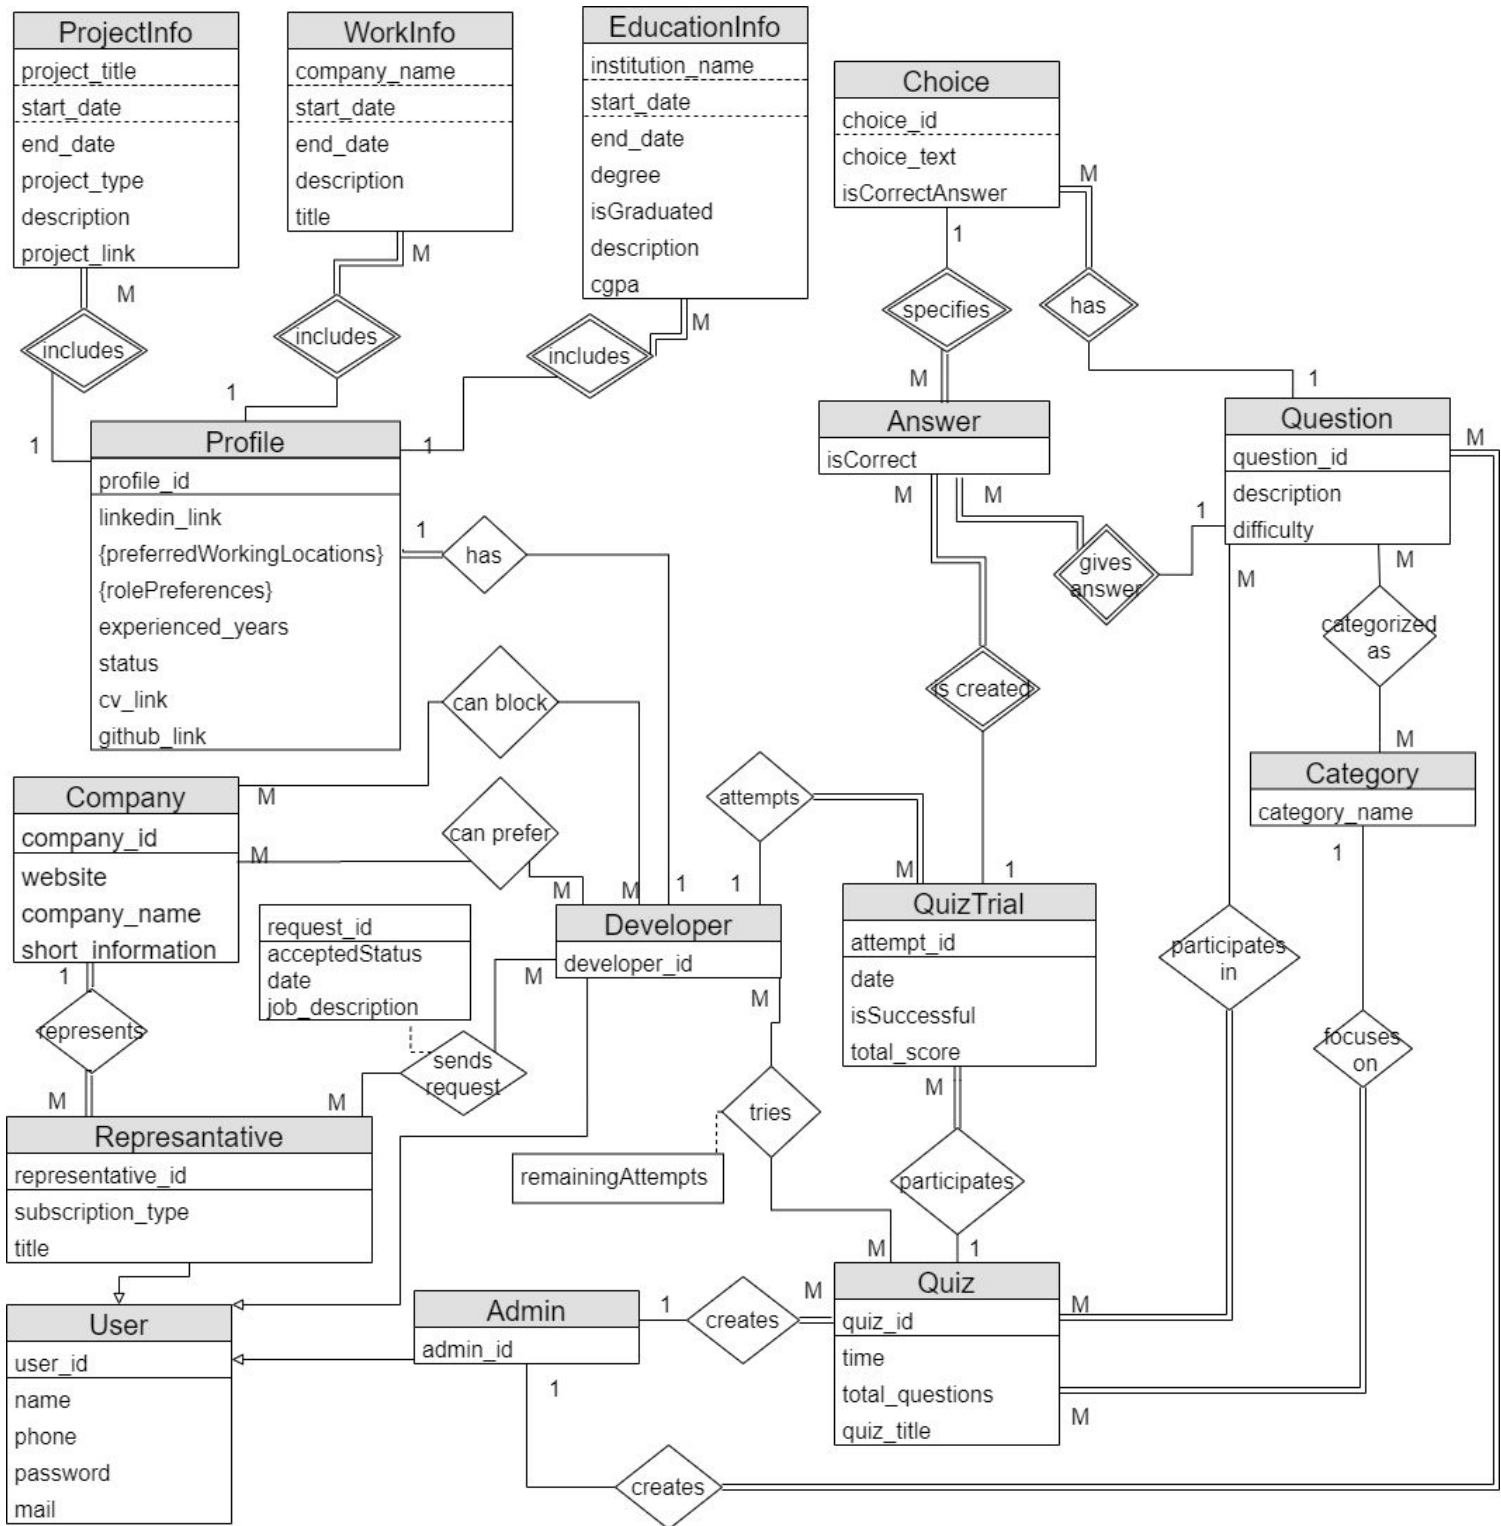 ProjectInfo
project_title
start_date
end_date
project_type
description
project_link
WorkInfo
company_name
start_date
end_date
description
title
EducationInfo
institution_name
start_date
end_date
degree
isGraduated
description
cgpa
Choice
choice_id
choice_text
isCorrectAnswer
M
M
M
M
1
includes
includes
includes
specifies
has
1
1
1
M
1
Profile
profile_id
linkedin_link
{preferredWorkingLocations}
{rolePreferences}
experienced_years
status
cv_link
github_link
Answer
isCorrect
Question
question_id
description
difficulty
M
M
M
1
1
has
gives
answer
M
M
categorized
as
is created
can block
M
Category
category_name
1
Company
company_id
website
company_name
short_information
M
M
can prefer
attempts
M
M
1
1
M
1
QuizTrial
attempt_id
date
isSuccessful
total_score
Developer
developer_id
request_id
acceptedStatus
date
job_description
M
M
participates
in
1
represents
sends
request
focuses
on
M
M
M
tries
remainingAttempts
participates
Represantative
representative_id
subscription_type
title
M
1
Quiz
quiz_id
time
total_questions
quiz_title
M
M
User
user_id
name
phone
password
mail
Admin
admin_id
1
creates
M
1
creates